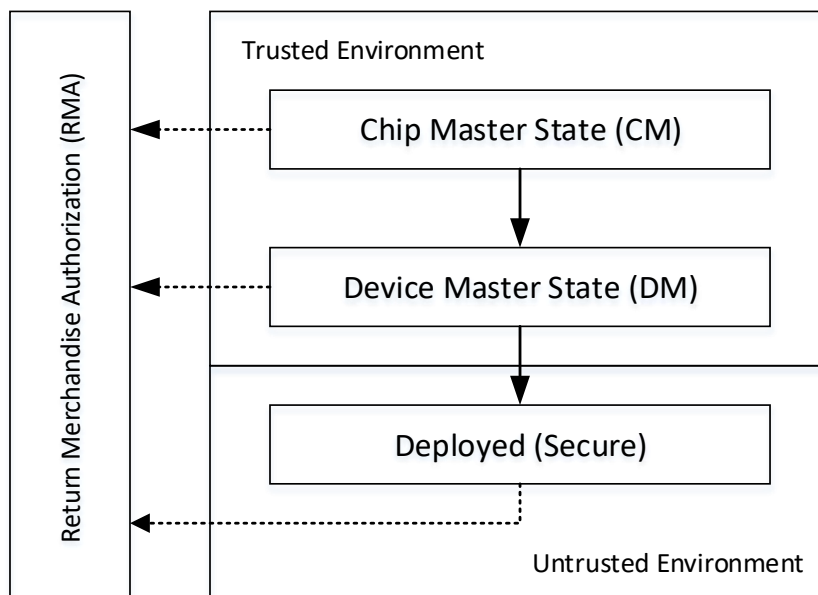 Return Merchandise Authorization (RMA)
Trusted Environment
Chip Master State (CM)
Device Master State (DM)
Deployed (Secure)
Untrusted Environment